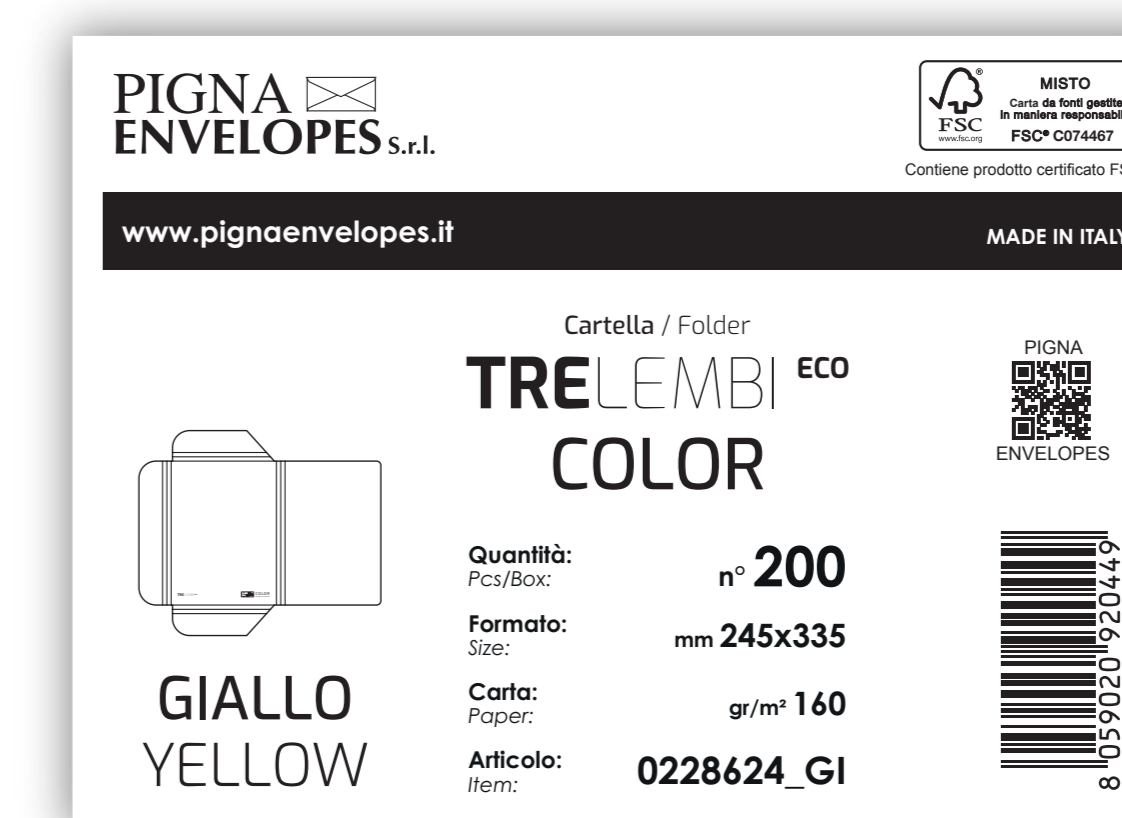 PIGNA
ENVELOPES S.r.l.
FSC
www.fsc.org
MISTO
Carta da fonti gestite
in maniera responsabil
FSC® C074467
Contiene prodotto certificato FS
www.pignaenvelopes.it
MADE IN ITALY
Cartella / Folder
TRELEMBI ECO
COLOR
PIGNA
ENVELOPES
GIALLO
YELLOW
Quantità:
Pcs/Box:
n° 200
Formato:
Size:
mm 245x335
Carta:
Paper:
gr/m² 160
Articolo:
Item:
0228624_GI
8 059020 920449